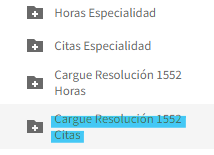 Horas Especialidad
Citas Especialidad
Cargue Resolución 1552
Horas
Cargue Resolución 1552
Citas